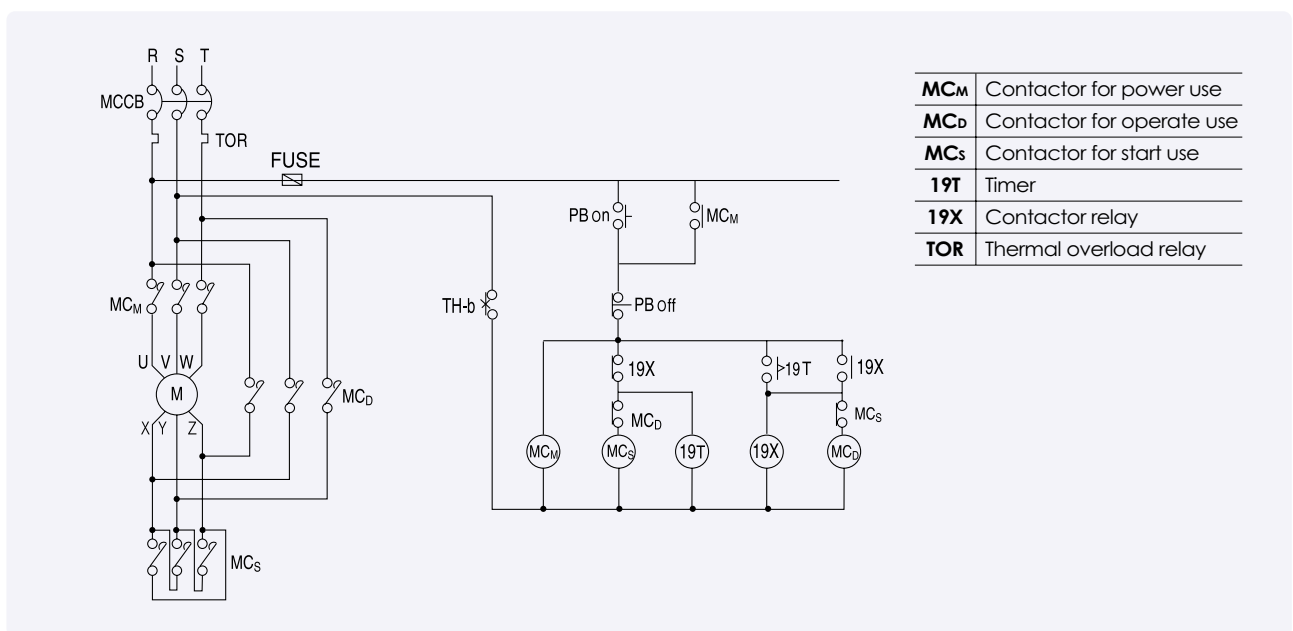 R S T
MCCB
TOR
FUSE
PB on
MCM
TH-b
PB off
MCM
U V W
M
X Y Z
MCD
19X
19T
19X
MCD
MCS
MCM
MCS
19T
19X
MCD
MCS
MCM Contactor for power use
MCD Contactor for operate use
MCS Contactor for start use
19T Timer
19X Contactor relay
TOR Thermal overload relay